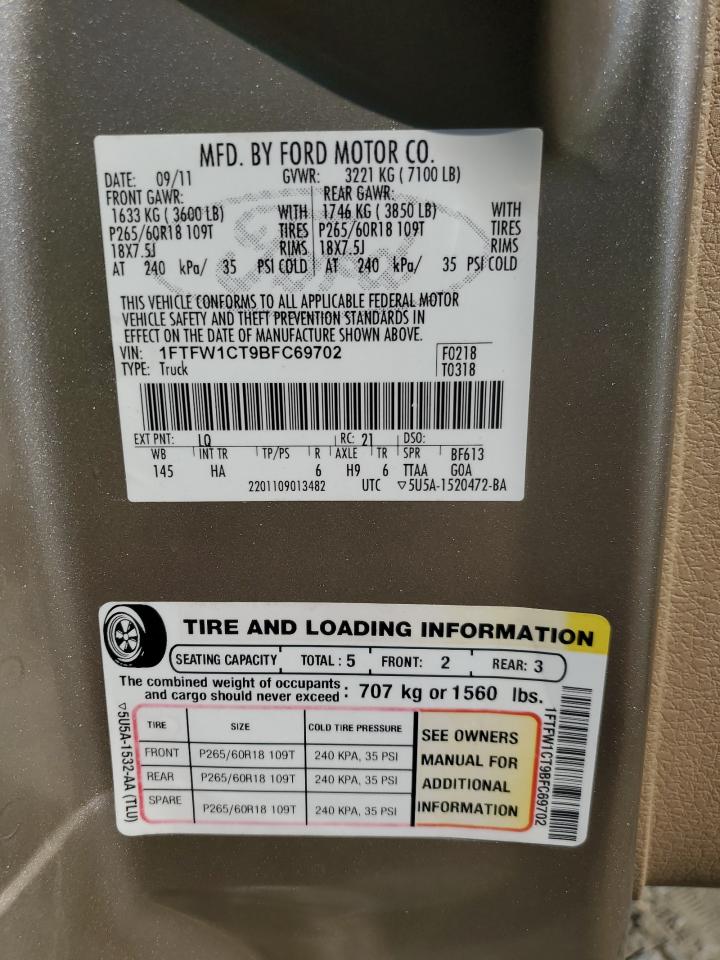 MFD. BY FORD MOTOR CO.
DATE: 09/11 GVWR: 3221 KG ( 7100 LB)
FRONT GAWR: REAR GAWR:
1633 KG ( 3600 LB) WITH 1746 KG ( 3850 LB) WITH
P265/60R18 109T TIRES P265/60R18 109T TIRES
18X7.5J RIMS 18X7.5J RIMS
AT 240 kPa/ 35 PSI COLD AT 240 kPa/ 35 PSI COLD
THIS VEHICLE CONFORMS TO ALL APPLICABLE FEDERAL MOTOR
VEHICLE SAFETY AND THEFT PREVENTION STANDARDS IN
EFFECT ON THE DATE OF MANUFACTURE SHOWN ABOVE.
VIN: 1FTFW1CT9BFC69702 F0218
TYPE: Truck T0318
EXT PNT: LQ RC: 21 DSO:
WB INT TR TP/PS R AXLE TR SPR BF613
145 HA 6 H9 6 TTAA GOA
2201109013482 UTC ▽5U5A-1520472-BA
TIRE AND LOADING INFORMATION
SEATING CAPACITY TOTAL : 5 FRONT: 2 REAR: 3
The combined weight of occupants
and cargo should never exceed : 707 kg or 1560 lbs.
TIRE SIZE COLD TIRE PRESSURE
FRONT P265/60R18 109T 240 KPA, 35 PSI
REAR P265/60R18 109T 240 KPA, 35 PSI
SPARE P265/60R18 109T 240 KPA, 35 PSI
SEE OWNERS
MANUAL FOR
ADDITIONAL
INFORMATION
▽5U5A-1532-AA (TLU)
1FTFW1CT9BFC69702